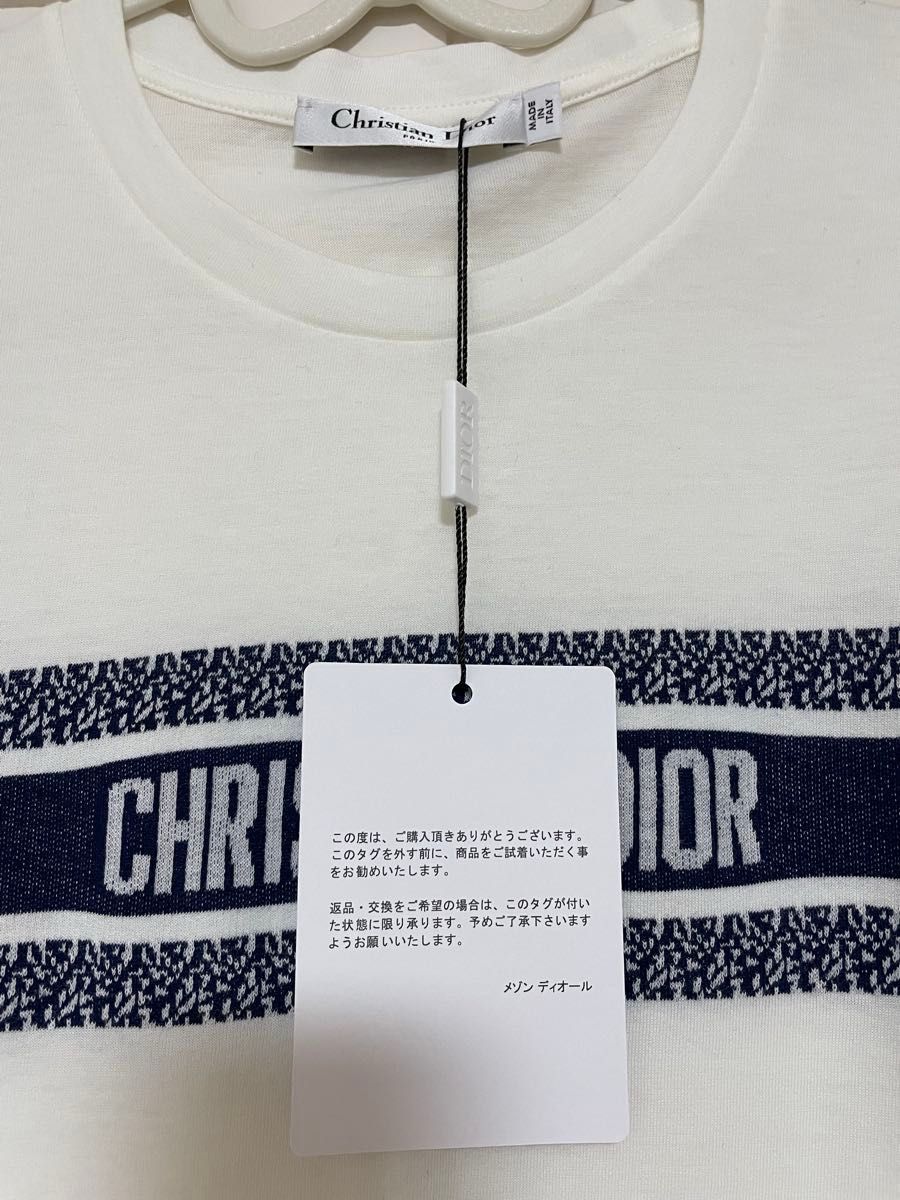 Christian Dior
PARIS
MADE
IN
ITALY
DIOR
CHRIS
DIOR
この度は、ご購入頂きありがとうございます。
このタグを外す前に、商品をご試着いただく事
をお勧めいたします。
返品・交換をご希望の場合は、このタグが付い
た状態に限り承ります。予めご了承下さいます
ようお願いいたします。
メゾン ディオール